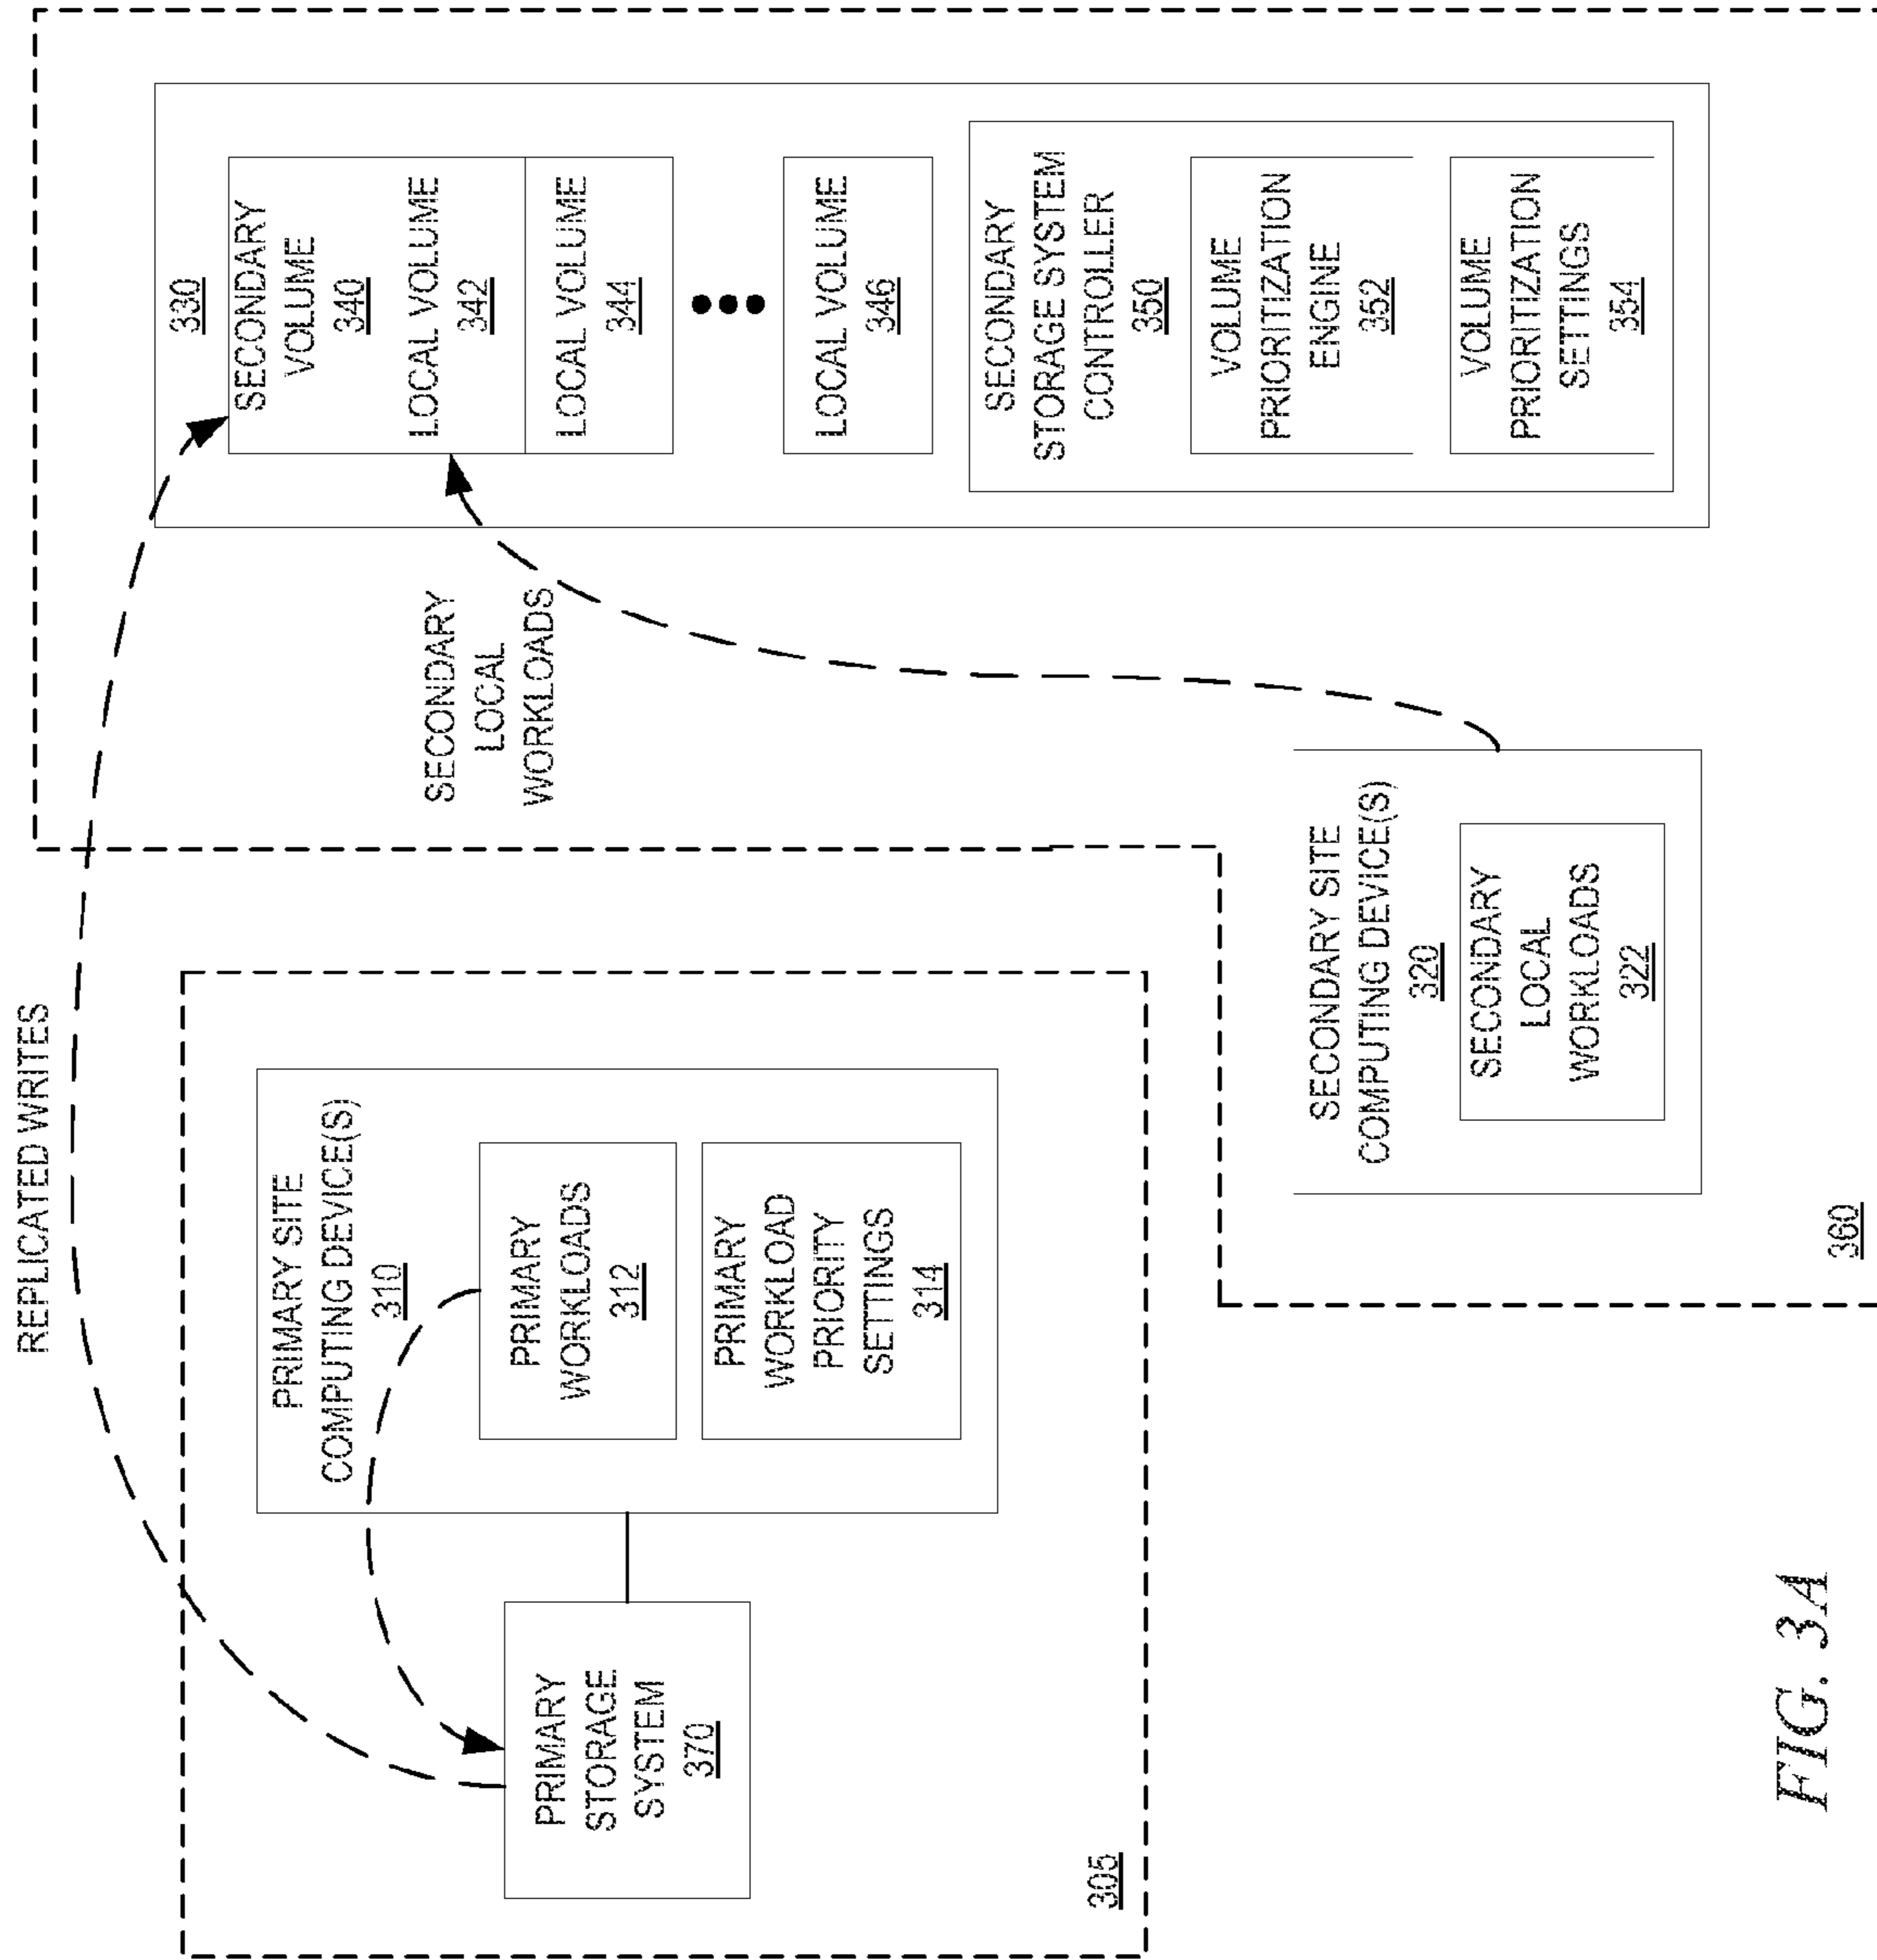 REPLICATED WRITES
PRIMARY SITE
COMPUTING DEVICE(S)
310
PRIMARY
WORKLOADS
312
PRIMARY
WORKLOAD
PRIORITY
SETTINGS
314
PRIMARY
STORAGE
SYSTEM
370
305
330
SECONDARY
VOLUME
340
LOCAL VOLUME
342
LOCAL VOLUME
344
LOCAL VOLUME
346
SECONDARY
STORAGE SYSTEM
CONTROLLER
350
VOLUME
PRIORITIZATION
ENGINE
352
VOLUME
PRIORITIZATION
SETTINGS
354
SECONDARY
LOCAL
WORKLOADS
SECONDARY SITE
COMPUTING DEVICE(S)
320
SECONDARY
LOCAL
WORKLOADS
322
360
FIG. 3A